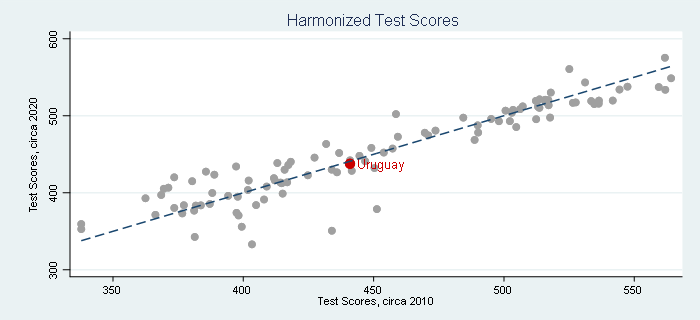 Harmonized Test Scores
Test Scores, circa 2020
600
500
400
300
Uruguay
350
400
450
500
550
Test Scores, circa 2010